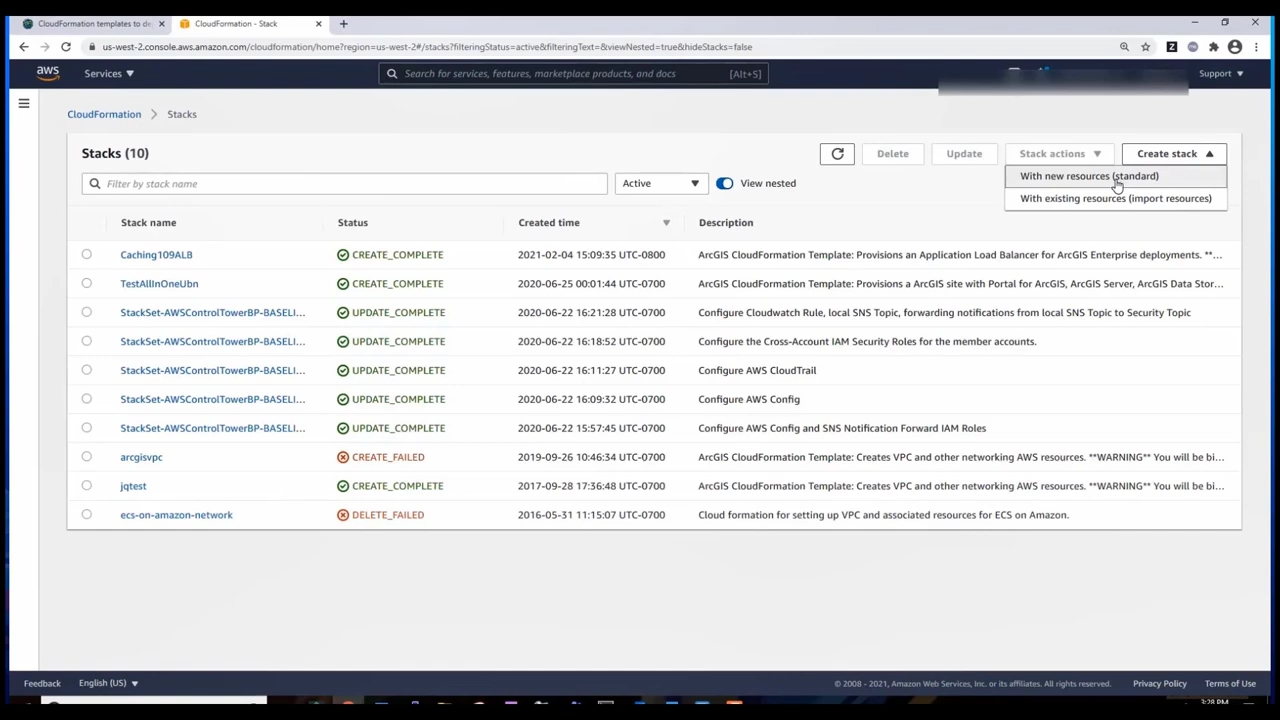 CloudFormation templates to de
CloudFormation - Stack
us-west-2.console.aws.amazon.com/cloudformation/home?region=us-west-2#/stacks?filteringStatus=active&filteringText=&viewNested=true&hideStacks=false
aws Services Search for services, features, marketplace products, and docs [Alt+S] Support
CloudFormation > Stacks
Stacks (10) Delete Update Stack actions Create stack
With new resources (standard)
With existing resources (import resources)
Filter by stack name Active View nested
Stack name Status Created time Description
Caching109ALB CREATE_COMPLETE 2021-02-04 15:09:35 UTC-0800 ArcGIS CloudFormation Template: Provisions an Application Load Balancer for ArcGIS Enterprise deployments. **...
TestAllInOneUbn CREATE_COMPLETE 2020-06-25 00:01:44 UTC-0700 ArcGIS CloudFormation Template: Provisions a ArcGIS site with Portal for ArcGIS, ArcGIS Server, ArcGIS Data Stor...
StackSet-AWSControlTowerBP-BASELI... UPDATE_COMPLETE 2020-06-22 16:21:28 UTC-0700 Configure Cloudwatch Rule, local SNS Topic, forwarding notifications from local SNS Topic to Security Topic
StackSet-AWSControlTowerBP-BASELI... UPDATE_COMPLETE 2020-06-22 16:18:52 UTC-0700 Configure the Cross-Account IAM Security Roles for the member accounts.
StackSet-AWSControlTowerBP-BASELI... UPDATE_COMPLETE 2020-06-22 16:11:27 UTC-0700 Configure AWS CloudTrail
StackSet-AWSControlTowerBP-BASELI... UPDATE_COMPLETE 2020-06-22 16:09:32 UTC-0700 Configure AWS Config
StackSet-AWSControlTowerBP-BASELI... UPDATE_COMPLETE 2020-06-22 15:57:45 UTC-0700 Configure AWS Config and SNS Notification Forward IAM Roles
arcgisvpc CREATE_FAILED 2019-09-26 10:46:34 UTC-0700 ArcGIS CloudFormation Template: Creates VPC and other networking AWS resources. **WARNING** You will be bi...
jqtest CREATE_COMPLETE 2017-09-28 17:36:48 UTC-0700 ArcGIS CloudFormation Template: Creates VPC and other networking AWS resources. **WARNING** You will be bi...
ecs-on-amazon-network DELETE_FAILED 2016-05-31 11:15:07 UTC-0700 Cloud formation for setting up VPC and associated resources for ECS on Amazon.
Feedback English (US) © 2008 - 2021, Amazon Web Services, Inc. or its affiliates. All rights reserved. Privacy Policy Terms of Use
3:28 PM